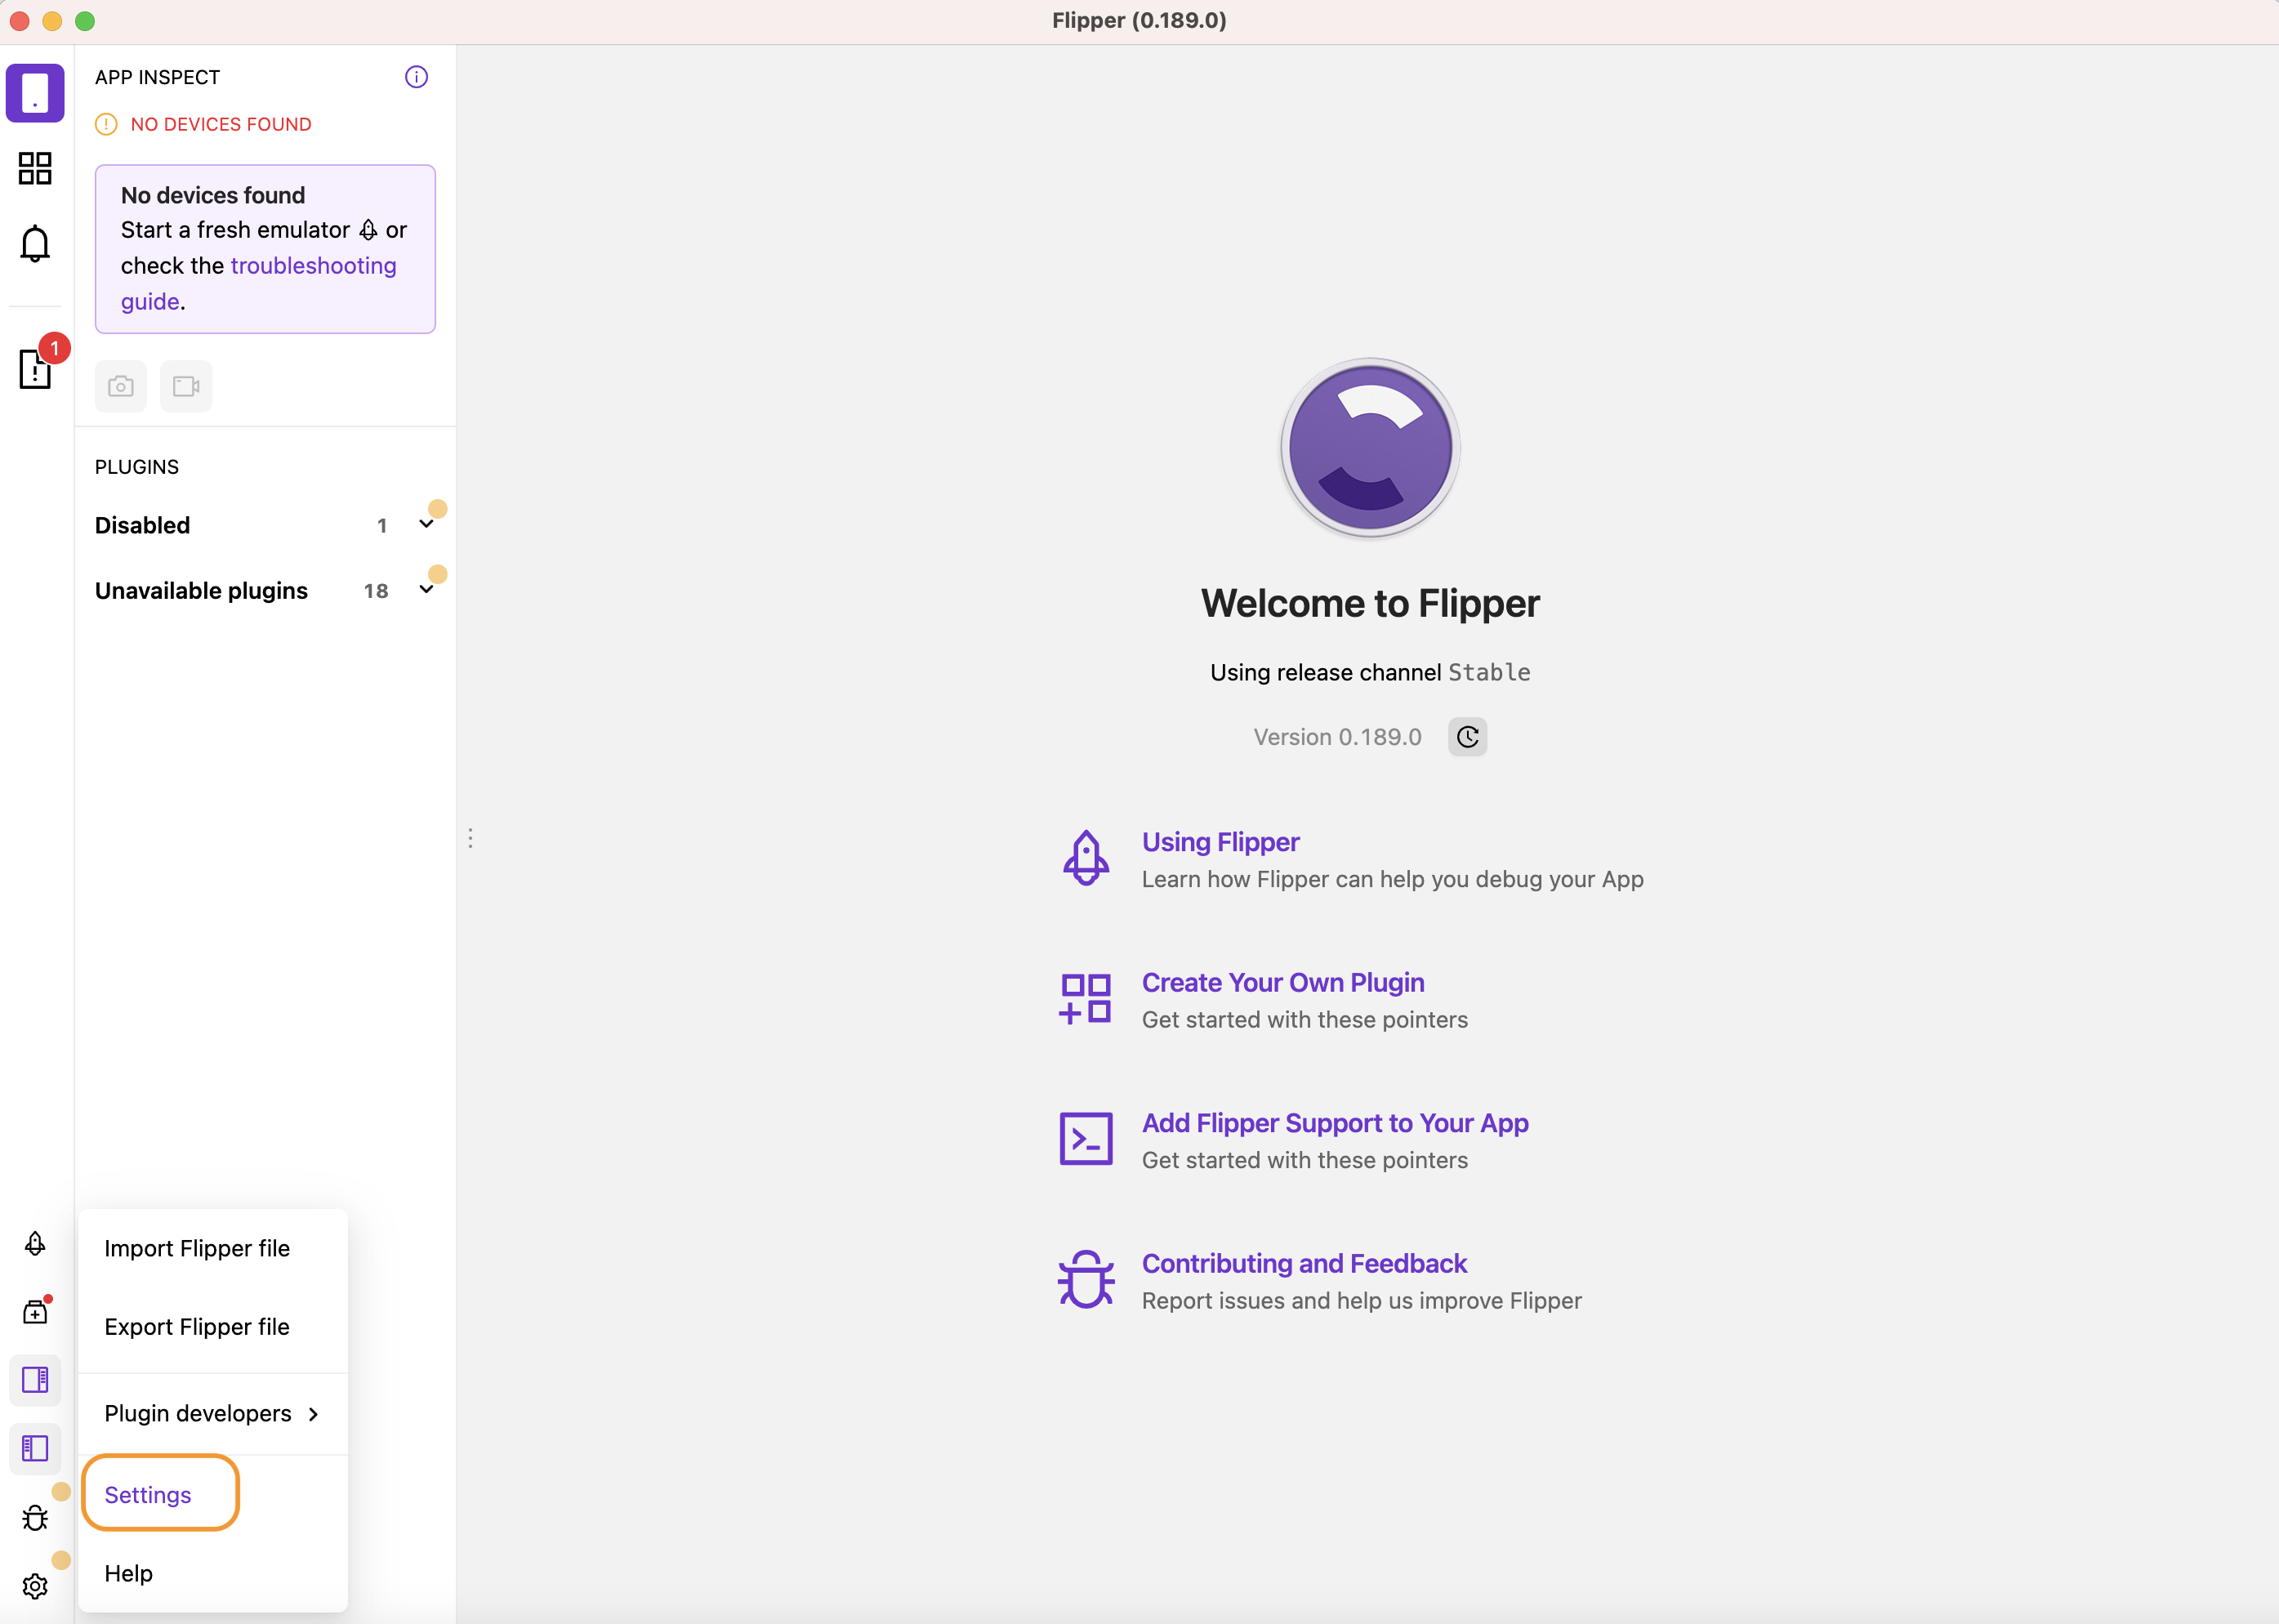 Flipper (0.189.0)
APP INSPECT
NO DEVICES FOUND
No devices found
Start a fresh emulator or
check the troubleshooting
guide.
1
PLUGINS
Disabled 1
Unavailable plugins 18
Welcome to Flipper
Using release channel Stable
Version 0.189.0
Using Flipper
Learn how Flipper can help you debug your App
Create Your Own Plugin
Get started with these pointers
Add Flipper Support to Your App
Get started with these pointers
Contributing and Feedback
Report issues and help us improve Flipper
Import Flipper file
Export Flipper file
Plugin developers
Settings
Help